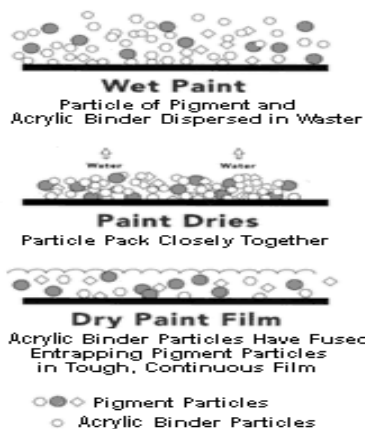 Wet Paint
Particle of Pigment and
Acrylic Binder Dispersed in Waster
Water Water
Paint Dries
Particle Pack Closely Together
Dry Paint Film
Acrylic Binder Particles Have Fused
Entrapping Pigment Particles
in Tough, Continuous Film
Pigment Particles
Acrylic Binder Particles